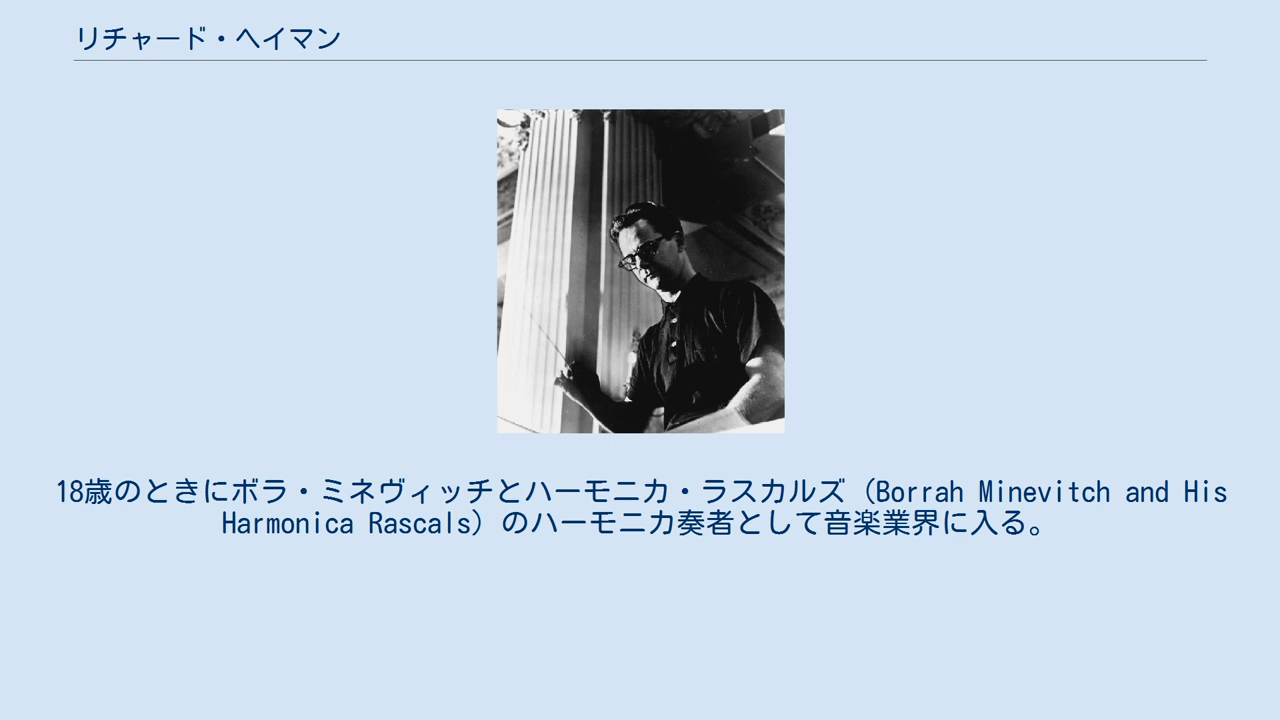 リチャード・ヘイマン
18歳のときにボラ・ミネヴィッチとハーモニカ・ラスカルズ（Borrah Minevitch and His
Harmonica Rascals）のハーモニカ奏者として音楽業界に入る。